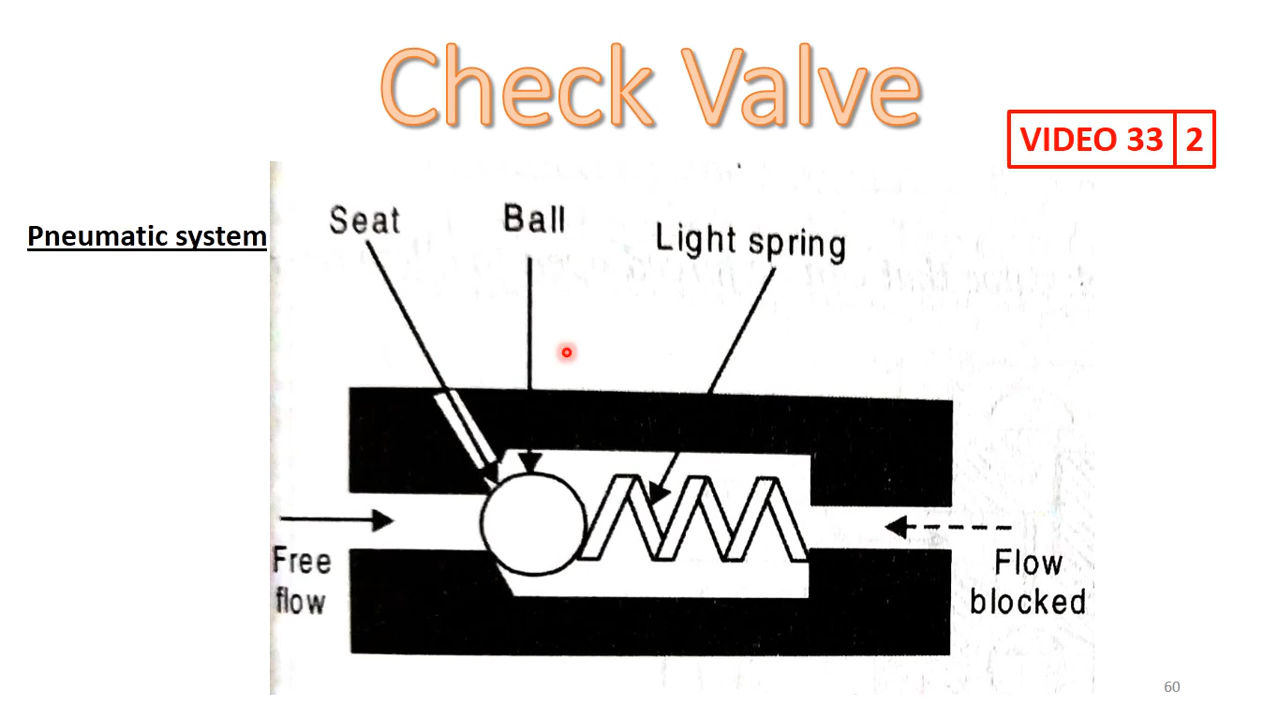 Check Valve
VIDEO 33 2
Pneumatic system
Seat
Ball
Light spring
Free
flow
Flow
blocked
60